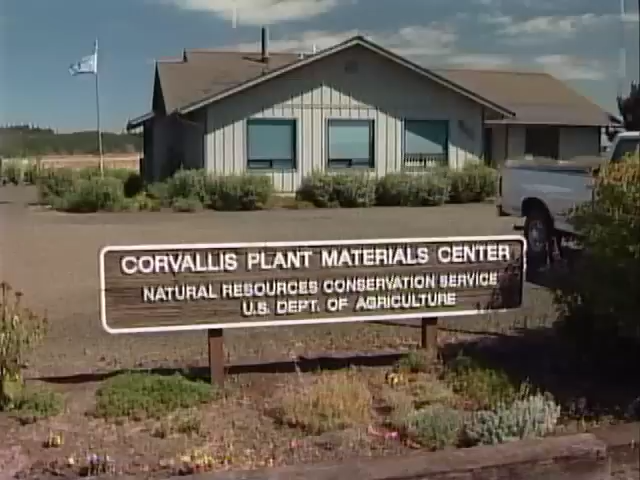 CORVALLIS PLANT MATERIALS CENTER
NATURAL RESOURCES CONSERVATION SERVICE
U.S. DEPT. OF AGRICULTURE